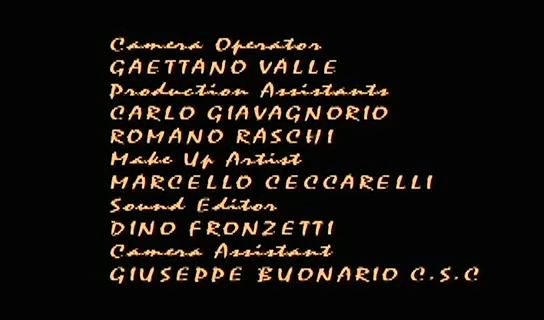 Camera Operator
GAETTANO VALLE
Production Assistants
CARLO GIAVAGNORIO
ROMANO RASCHI
Make Up Artist
MARCELLO CECCARELLI
Sound Editor
DINO FRONZETTI
Camera Assistant
GIUSEPPE BUONARIO C.S.C